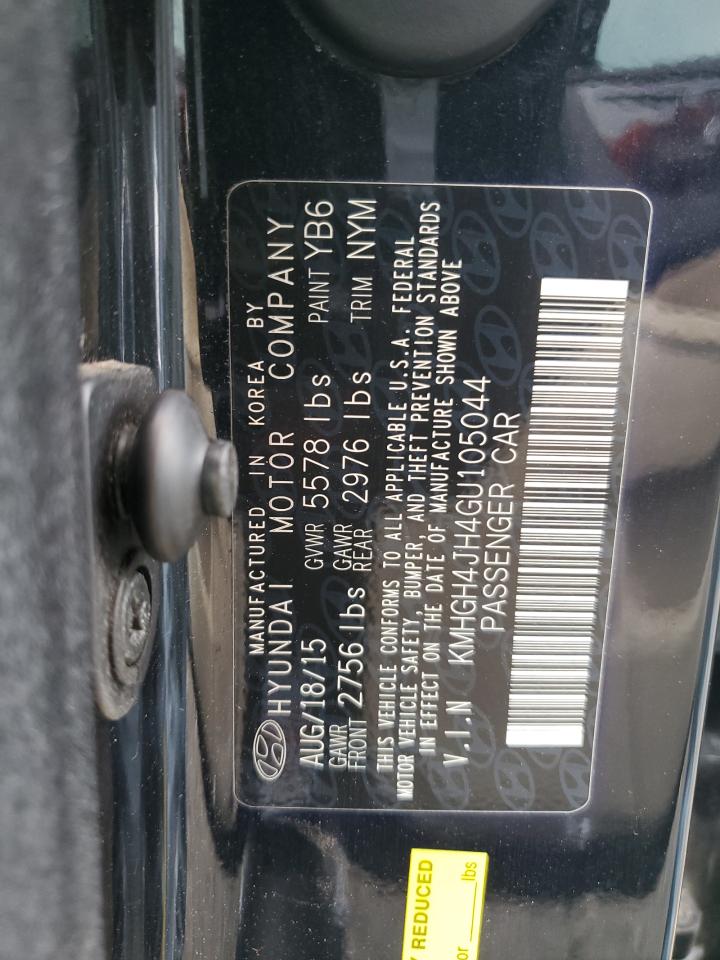 MANUFACTURED IN KOREA BY
HYUNDAI MOTOR COMPANY
AUG/18/15 GVWR 5578 lbs PAINT YB6
GAWR FRONT 2756 lbs GAWR REAR 2976 lbs TRIM NYM
THIS VEHICLE CONFORMS TO ALL APPLICABLE U.S.A. FEDERAL
MOTOR VEHICLE SAFETY, BUMPER, AND THEFT PREVENTION STANDARDS
IN EFFECT ON THE DATE OF MANUFACTURE SHOWN ABOVE
V.I.N KMHGH4JH4GU105044
PASSENGER CAR
REDUCED
lbs